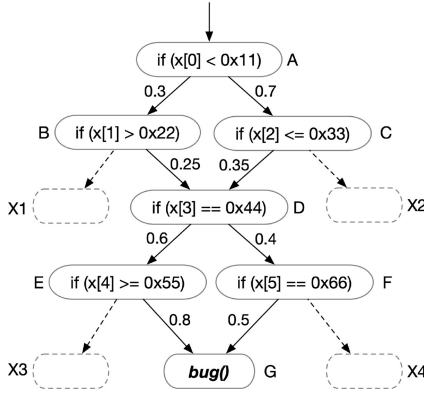 if (x[0] < 0x11) A
0.3 0.7
B if (x[1] > 0x22) if (x[2] <= 0x33) C
0.25 0.35
X1 if (x[3] == 0x44) D X2
0.6 0.4
E if (x[4] >= 0x55) if (x[5] == 0x66) F
0.8 0.5
X3 bug() G X4